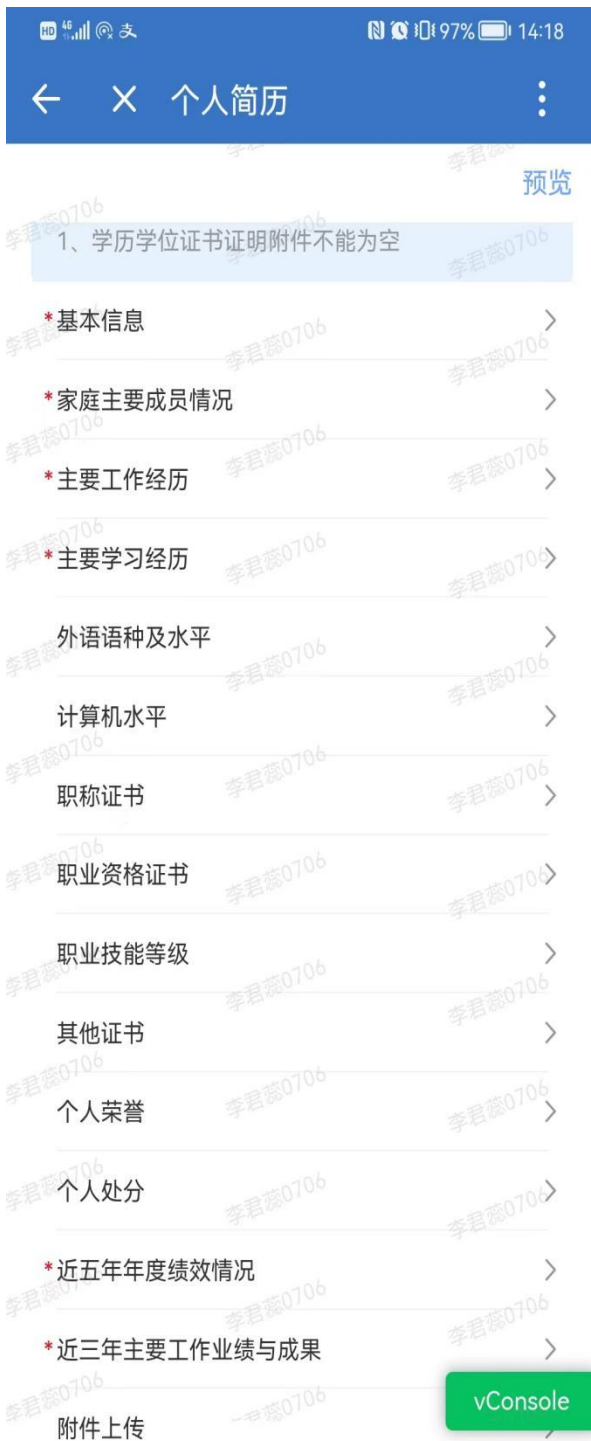 HD 4G 支 97% 14:18
个人简历
预览
1、学历学位证书证明附件不能为空
*基本信息
*家庭主要成员情况
*主要工作经历
*主要学习经历
外语语种及水平
计算机水平
职称证书
职业资格证书
职业技能等级
其他证书
个人荣誉
个人处分
*近五年年度绩效情况
*近三年主要工作业绩与成果
vConsole
附件上传
李君蕊0706